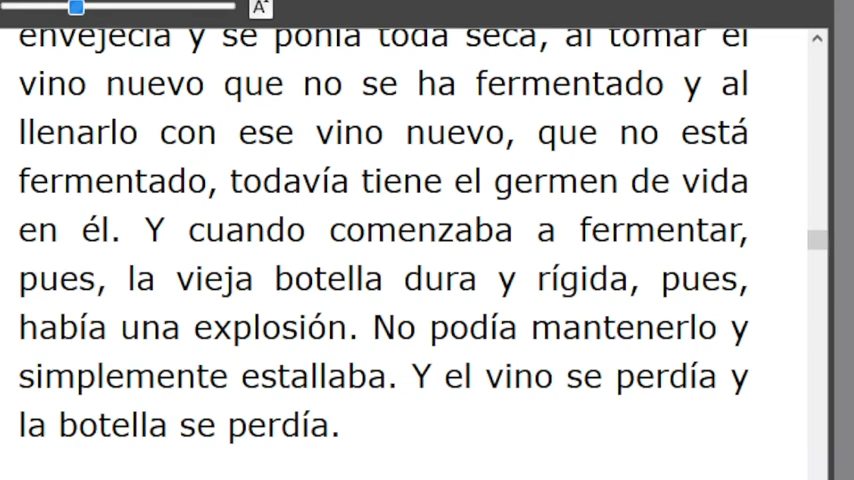 A
envejecía y se ponía toda seca, al tomar el
vino nuevo que no se ha fermentado y al
llenarlo con ese vino nuevo, que no está
fermentado, todavía tiene el germen de vida
en él. Y cuando comenzaba a fermentar,
pues, la vieja botella dura y rígida, pues,
había una explosión. No podía mantenerlo y
simplemente estallaba. Y el vino se perdía y
la botella se perdía.